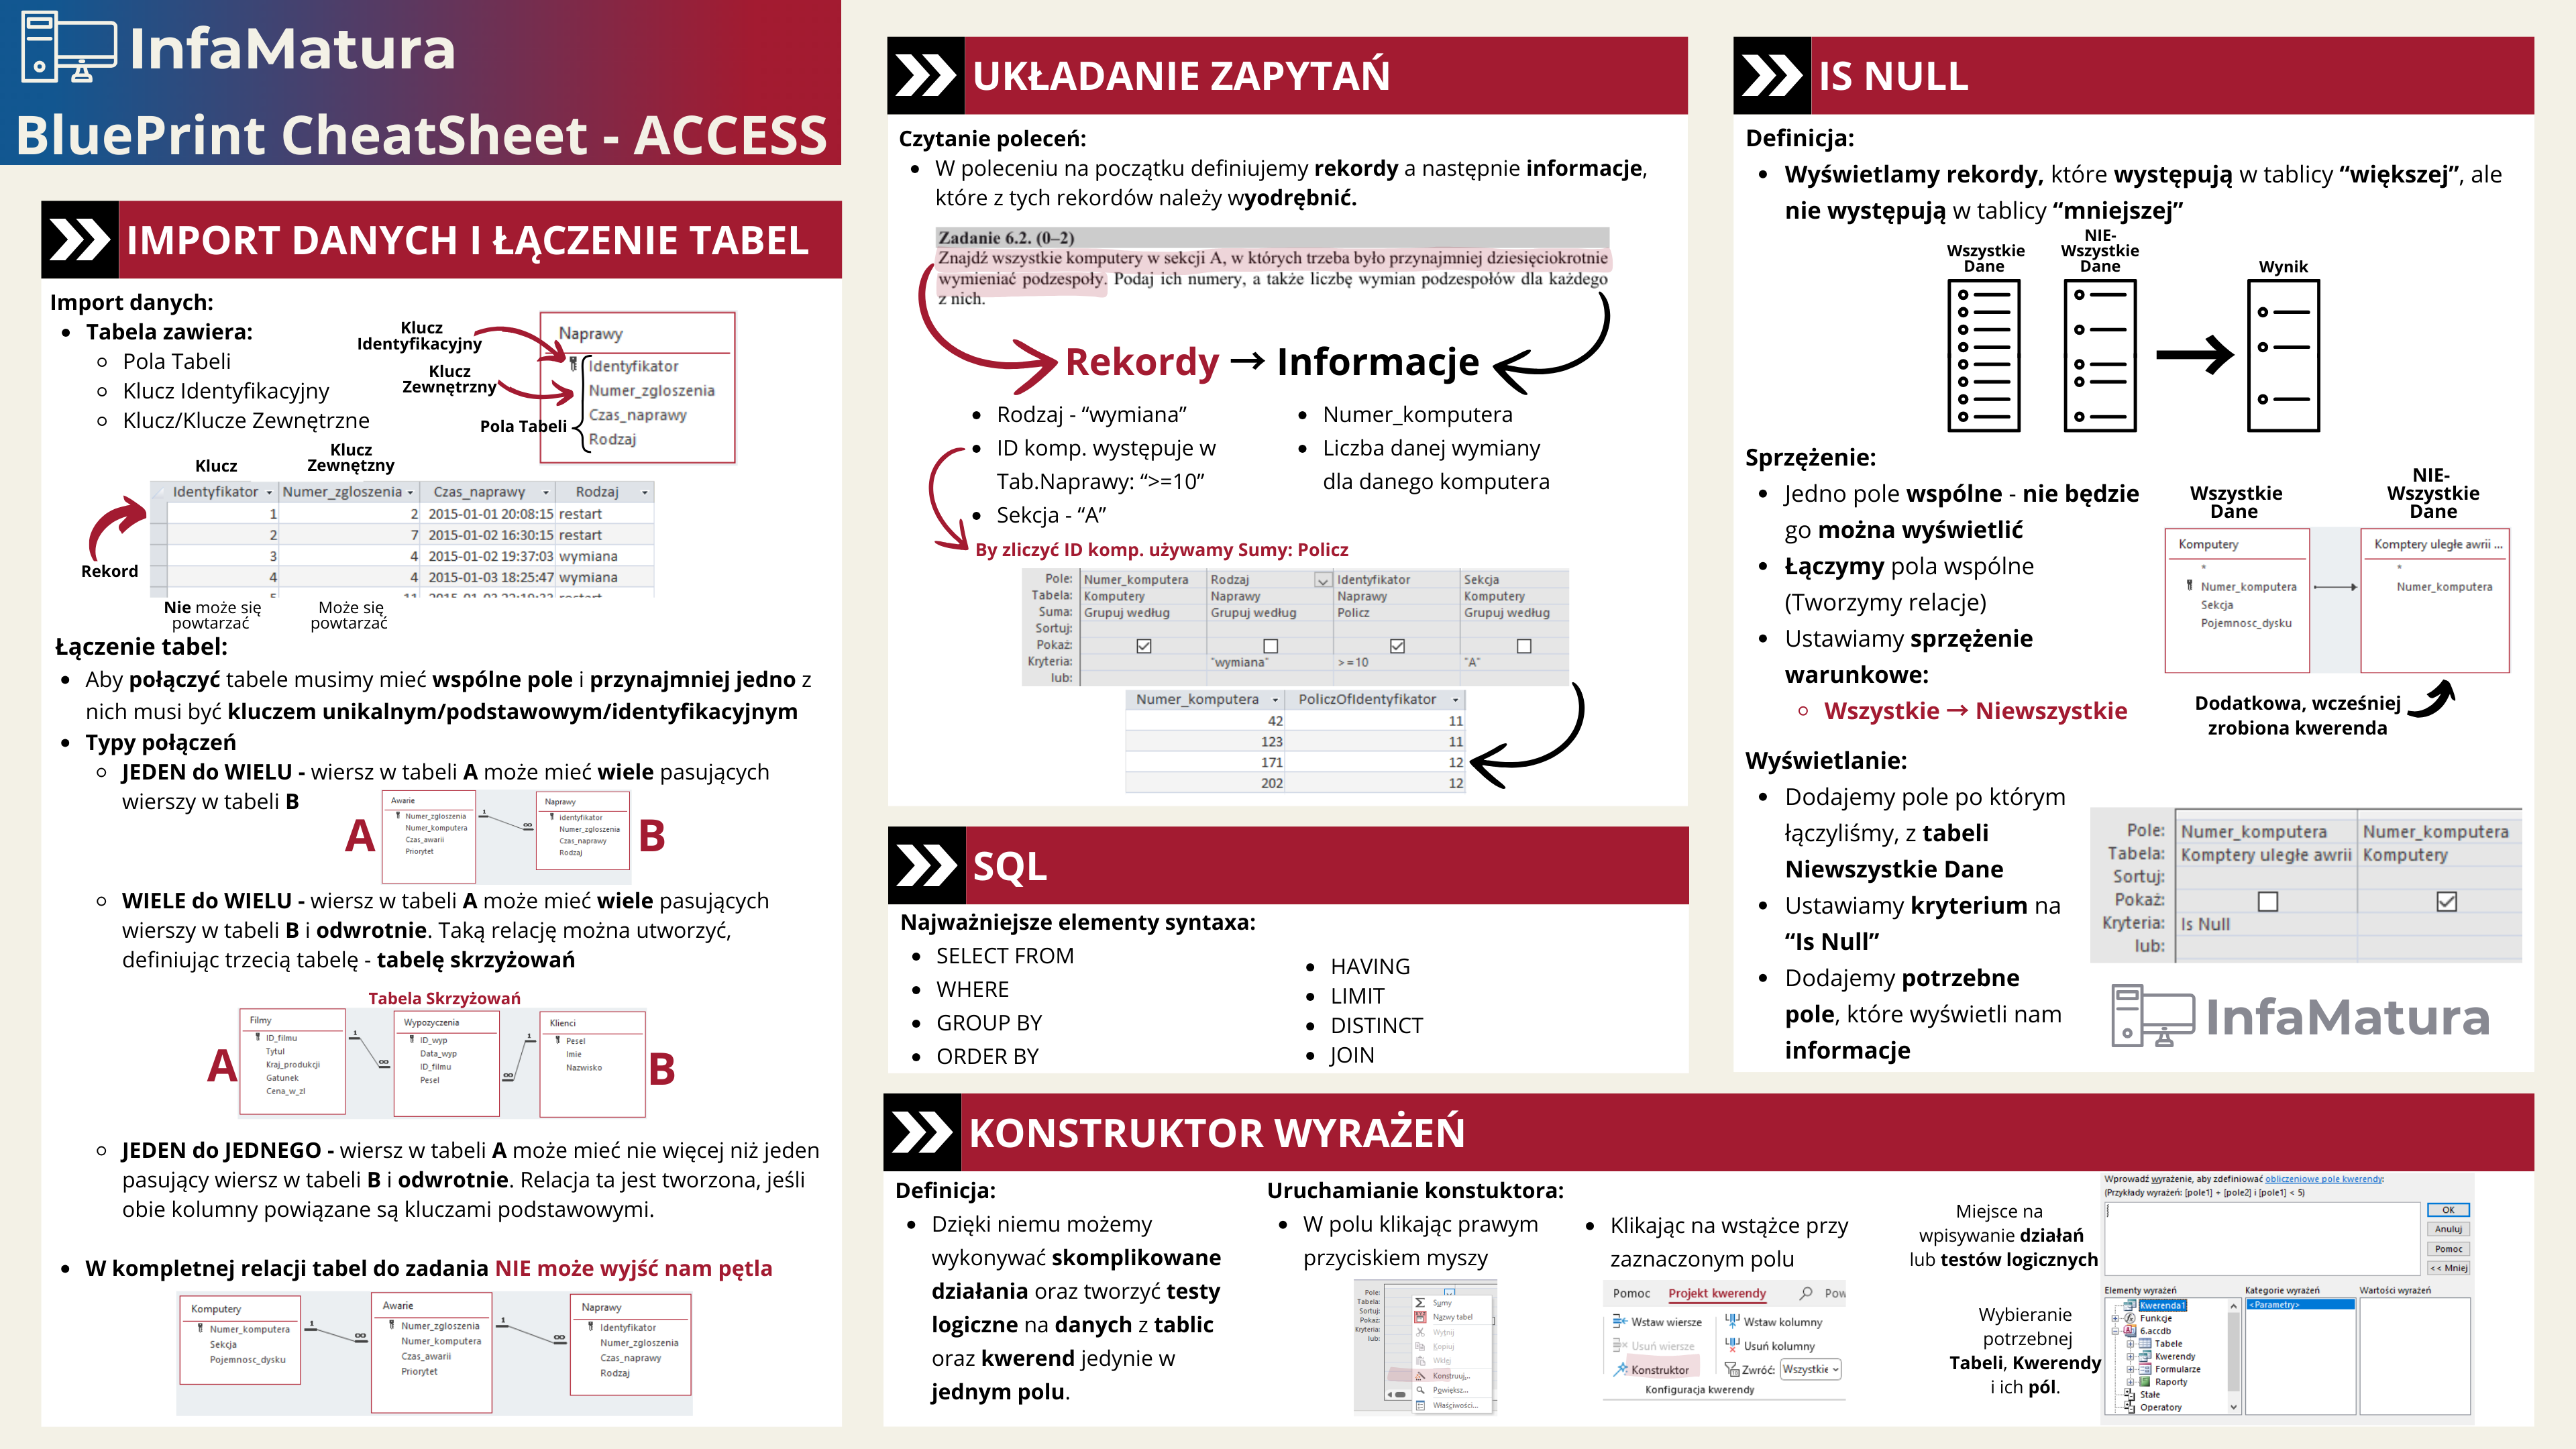 InfaMatura
BluePrint CheatSheet - ACCESS
IMPORT DANYCH I ŁĄCZENIE TABEL
Import danych:
Tabela zawiera:
Pola Tabeli
Klucz Identyfikacyjny
Klucz/Klucze Zewnętrzne
Klucz
Identyfikacyjny
Klucz
Zewnętrzny
Pola Tabeli
Naprawy
Identyfikator
Numer_zgloszenia
Czas_naprawy
Rodzaj
Klucz
Klucz
Zewnętzny
Identyfikator Numer_zgloszenia Czas_naprawy Rodzaj
1 2 2015-01-01 20:08:15 restart
2 7 2015-01-02 16:30:15 restart
3 4 2015-01-02 19:37:03 wymiana
4 4 2015-01-03 18:25:47 wymiana
Rekord
Nie może się
powtarzać
Może się
powtarzać
Łączenie tabel:
Aby połączyć tabele musimy mieć wspólne pole i przynajmniej jedno z
nich musi być kluczem unikalnym/podstawowym/identyfikacyjnym
Typy połączeń
JEDEN do WIELU - wiersz w tabeli A może mieć wiele pasujących
wierszy w tabeli B
A
Awarie
Numer_zgloszenia
Numer_komputera
Czas_awarii
Priorytet
1
∞
Naprawy
Identyfikator
Numer_zgloszenia
Czas_naprawy
Rodzaj
B
WIELE do WIELU - wiersz w tabeli A może mieć wiele pasujących
wierszy w tabeli B i odwrotnie. Taką relację można utworzyć,
definiując trzecią tabelę - tabelę skrzyżowań
Tabela Skrzyżowań
A
Filmy
ID_filmu
Tytul
Kraj_produkcji
Gatunek
Cena_w_zl
1
∞
Wypozyczenia
ID_wyp
Data_wyp
ID_filmu
Pesel
1
∞
Klienci
Pesel
Imie
Nazwisko
B
JEDEN do JEDNEGO - wiersz w tabeli A może mieć nie więcej niż jeden
pasujący wiersz w tabeli B i odwrotnie. Relacja ta jest tworzona, jeśli
obie kolumny powiązane są kluczami podstawowymi.
W kompletnej relacji tabel do zadania NIE może wyjść nam pętla
Komputery
Numer_komputera
Sekcja
Pojemnosc_dysku
1
∞
Awarie
Numer_zgloszenia
Numer_komputera
Czas_awarii
Priorytet
1
∞
Naprawy
Identyfikator
Numer_zgloszenia
Czas_naprawy
Rodzaj
UKŁADANIE ZAPYTAŃ
Czytanie poleceń:
W poleceniu na początku definiujemy rekordy a następnie informacje,
które z tych rekordów należy wyodrębnić.
Zadanie 6.2. (0–2)
Znajdź wszystkie komputery w sekcji A, w których trzeba było przynajmniej dziesięciokrotnie
wymieniać podzespoły. Podaj ich numery, a także liczbę wymian podzespołów dla każdego
z nich.
Rekordy → Informacje
Rodzaj - “wymiana”
ID komp. występuje w
Tab.Naprawy: “>=10”
Sekcja - “A”
Numer_komputera
Liczba danej wymiany
dla danego komputera
By zliczyć ID komp. używamy Sumy: Policz
Pole: Numer_komputera Rodzaj Identyfikator Sekcja
Tabela: Komputery Naprawy Naprawy Komputery
Suma: Grupuj według Grupuj według Policz Grupuj według
Sortuj:
Pokaż:
Kryteria: "wymiana" >=10 "A"
lub:
Numer_komputera PoliczOfIdentyfikator
42 11
123 11
171 12
202 12
SQL
Najważniejsze elementy syntaxa:
SELECT FROM
WHERE
GROUP BY
ORDER BY
HAVING
LIMIT
DISTINCT
JOIN
IS NULL
Definicja:
Wyświetlamy rekordy, które występują w tablicy “większej”, ale
nie występują w tablicy “mniejszej”
Wszystkie
Dane
NIE-
Wszystkie
Dane
Wynik
Sprzężenie:
Jedno pole wspólne - nie będzie
go można wyświetlić
Łączymy pola wspólne
(Tworzymy relacje)
Ustawiamy sprzężenie
warunkowe:
Wszystkie → Niewszystkie
Wszystkie
Dane
NIE-
Wszystkie
Dane
Komputery
*
Numer_komputera
Sekcja
Pojemnosc_dysku
Komptery uległe awrii ...
*
Numer_komputera
Dodatkowa, wcześniej
zrobiona kwerenda
Wyświetlanie:
Dodajemy pole po którym
łączyliśmy, z tabeli
Niewszystkie Dane
Ustawiamy kryterium na
“Is Null”
Dodajemy potrzebne
pole, które wyświetli nam
informacje
Pole: Numer_komputera Numer_komputera
Tabela: Komptery uległe awrii Komputery
Sortuj:
Pokaż:
Kryteria: Is Null
lub:
InfaMatura
KONSTRUKTOR WYRAŻEŃ
Definicja:
Dzięki niemu możemy
wykonywać skomplikowane
działania oraz tworzyć testy
logiczne na danych z tablic
oraz kwerend jedynie w
jednym polu.
Uruchamianie konstuktora:
W polu klikając prawym
przyciskiem myszy
Pole:
Tabela:
Sortuj:
Pokaż:
Kryteria:
lub:
Sumy
Nazwy tabel
Wytnij
Kopiuj
Wklej
Konstruuj...
Powiększ...
Właściwości...
Klikając na wstążce przy
zaznaczonym polu
Pomoc Projekt kwerendy Pow
Wstaw wiersze Wstaw kolumny
Usuń wiersze Usuń kolumny
Konstruktor Zwróć: Wszystkie
Konfiguracja kwerendy
Miejsce na
wpisywanie działań
lub testów logicznych
Wybieranie
potrzebnej
Tabeli, Kwerendy
i ich pól.
Wprowadź wyrażenie, aby zdefiniować obliczeniowe pole kwerendy:
(Przykłady wyrażeń: [pole1] + [pole2] i [pole1] < 5)
OK
Anuluj
Pomoc
<< Mniej
Elementy wyrażeń Kategorie wyrażeń Wartości wyrażeń
Kwerenda1 <Parametry>
Funkcje
6.accdb
Tabele
Kwerendy
Formularze
Raporty
Stałe
Operatory